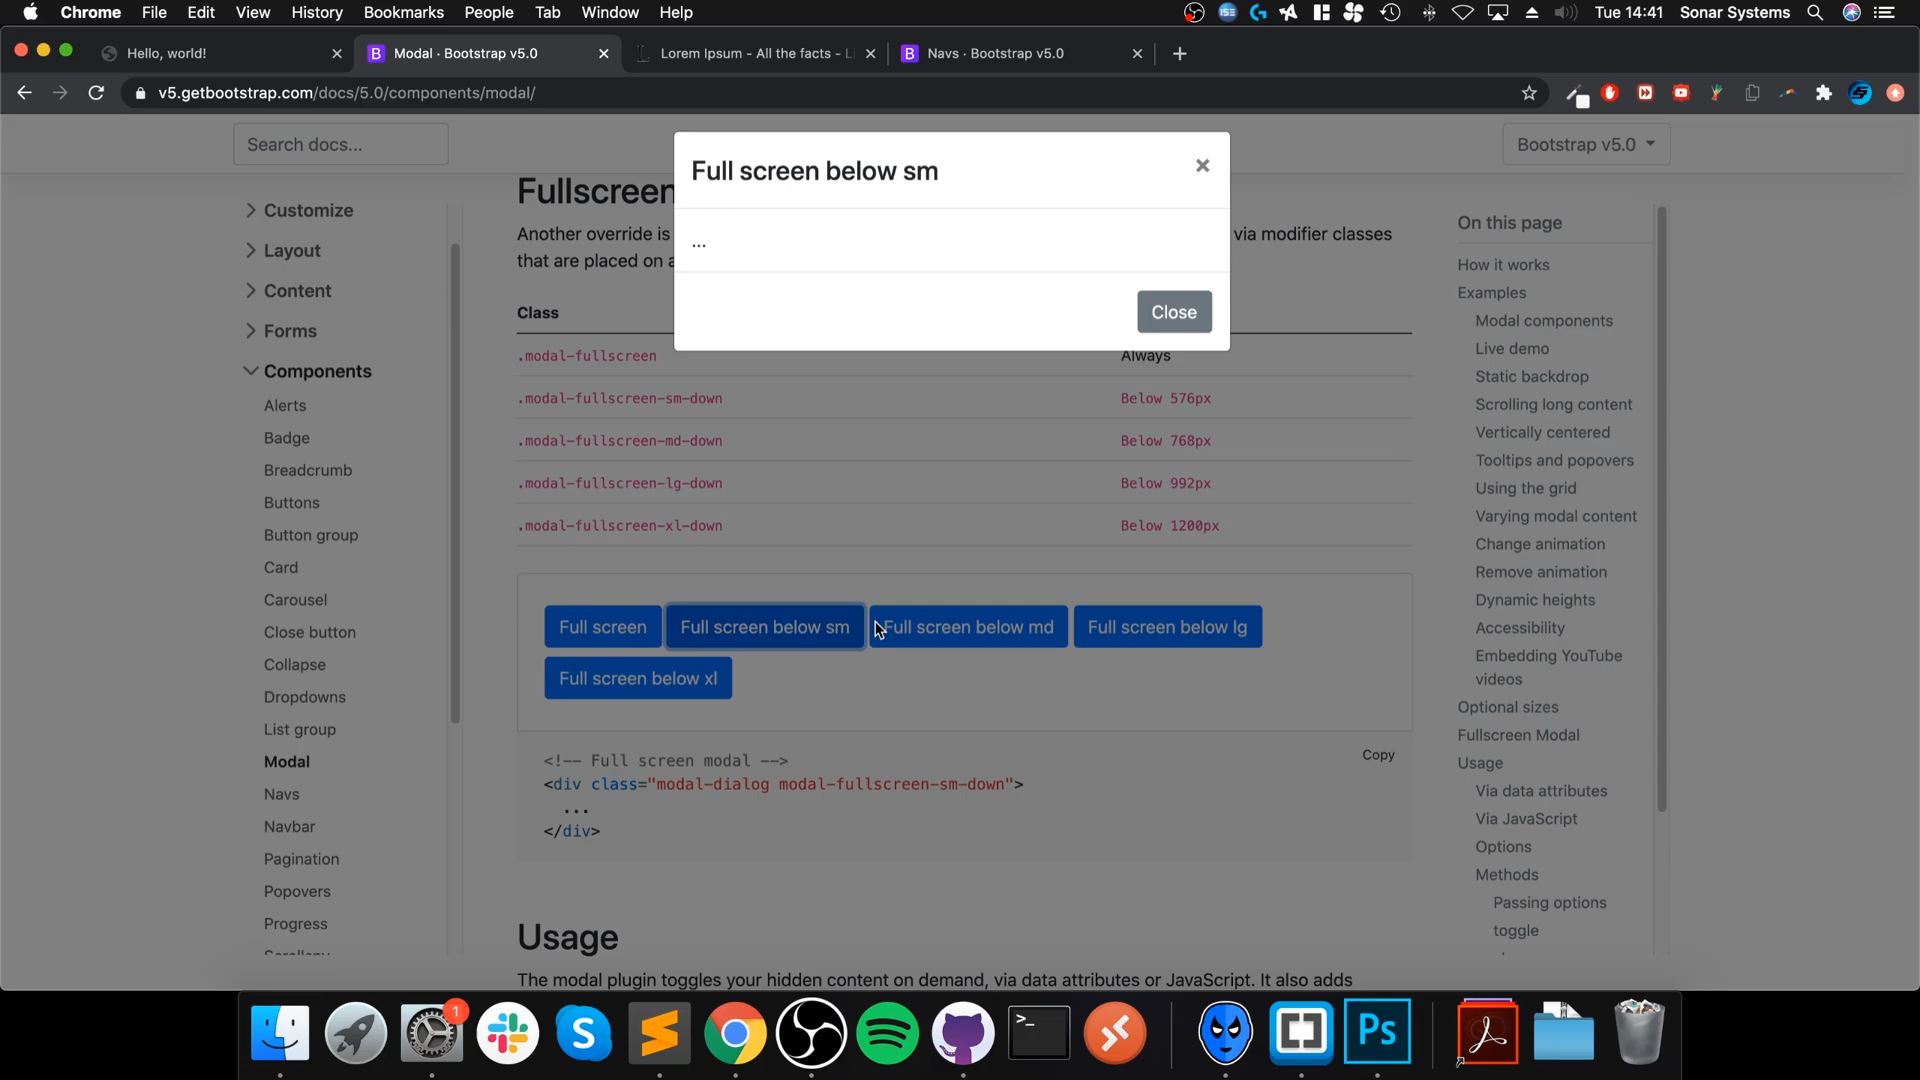 Chrome File Edit View History Bookmarks People Tab Window Help Tue 14:41 Sonar Systems
Hello, world! Modal · Bootstrap v5.0 Lorem Ipsum - All the facts - Navs · Bootstrap v5.0
v5.getbootstrap.com/docs/5.0/components/modal/
Search docs...
Bootstrap v5.0
Customize
Layout
Content
Forms
Components
Alerts
Badge
Breadcrumb
Buttons
Button group
Card
Carousel
Close button
Collapse
Dropdowns
List group
Modal
Navs
Navbar
Pagination
Popovers
Progress
Full screen below sm ×
...
Close
Fullscreen
Another override is via modifier classes
that are placed on a
Class
.modal-fullscreen Always
.modal-fullscreen-sm-down Below 576px
.modal-fullscreen-md-down Below 768px
.modal-fullscreen-lg-down Below 992px
.modal-fullscreen-xl-down Below 1200px
Full screen Full screen below sm Full screen below md Full screen below lg
Full screen below xl
Copy
<!-- Full screen modal -->
<div class="modal-dialog modal-fullscreen-sm-down">
...
</div>
Usage
The modal plugin toggles your hidden content on demand, via data attributes or JavaScript. It also adds
On this page
How it works
Examples
Modal components
Live demo
Static backdrop
Scrolling long content
Vertically centered
Tooltips and popovers
Using the grid
Varying modal content
Change animation
Remove animation
Dynamic heights
Accessibility
Embedding YouTube
videos
Optional sizes
Fullscreen Modal
Usage
Via data attributes
Via JavaScript
Options
Methods
Passing options
toggle
1
Ps